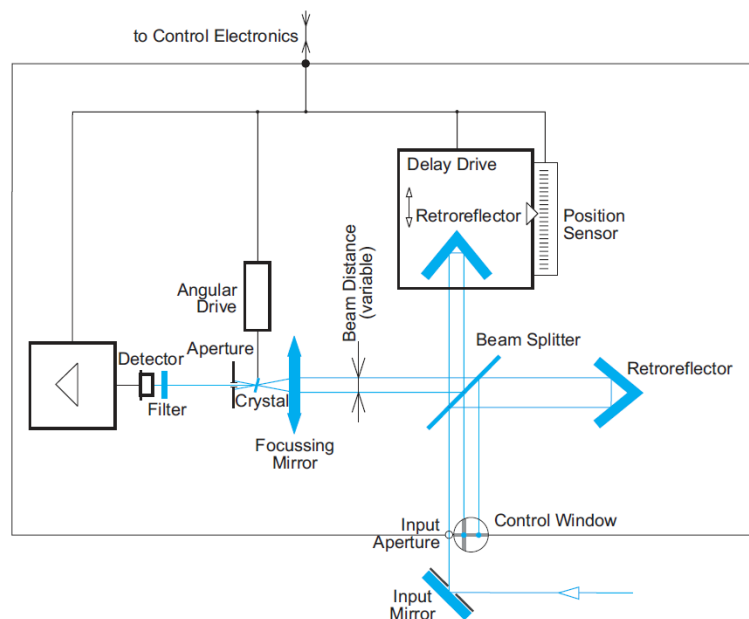 to Control Electronics
Delay Drive
Retroreflector
Position
Sensor
Angular
Drive
Beam Distance
(variable)
Beam Splitter
Retroreflector
Detector
Aperture
Filter
Crystal
Focussing
Mirror
Input
Aperture
Control Window
Input
Mirror